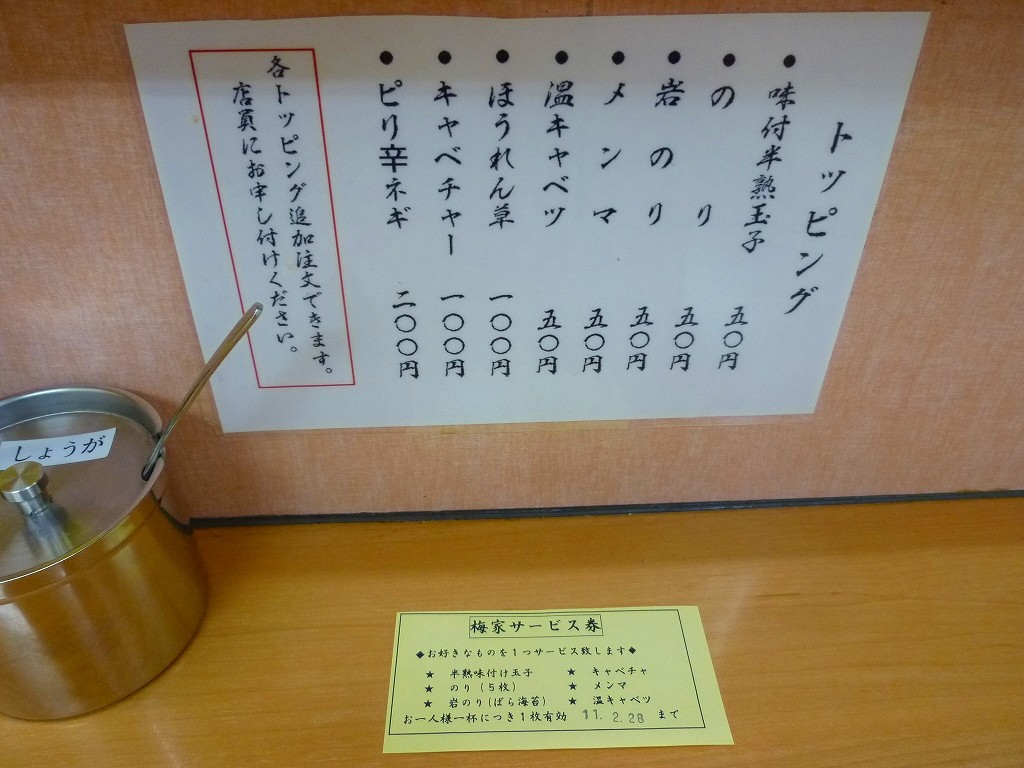 トッピング
●味付半熟玉子 五〇円
●のり 五〇円
●岩のり 五〇円
●メンマ 五〇円
●温キャベツ 五〇円
●ほうれん草 一〇〇円
●キャベチャー 一〇〇円
●ピリ辛ネギ 二〇〇円
各トッピング追加注文できます。
店員にお申し付けください。
しょうが
梅家サービス券
◆お好きなものを1つサービス致します◆
★ 半熟味付け玉子 ★ キャベチャ
★ のり(5枚) ★ メンマ
★ 岩のり(ばら海苔) ★ 温キャベツ
お一人様一杯につき1枚有効 11.2.28 まで